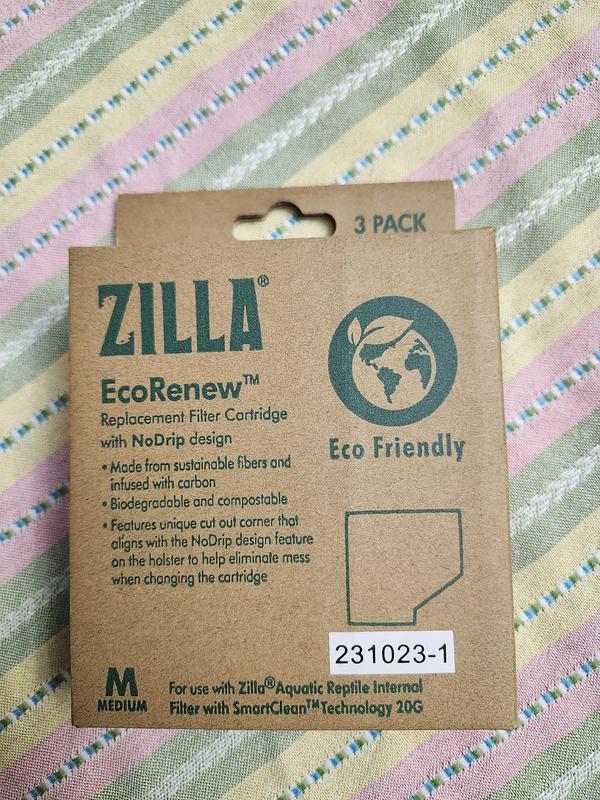 3 PACK
ZILLA®
EcoRenew™
Replacement Filter Cartridge
with NoDrip design
• Made from sustainable fibers and
infused with carbon
• Biodegradable and compostable
• Features unique cut out corner that
aligns with the NoDrip design feature
on the holster to help eliminate mess
when changing the cartridge
Eco Friendly
231023-1
M
MEDIUM
For use with Zilla® Aquatic Reptile Internal
Filter with SmartClean™ Technology 20G